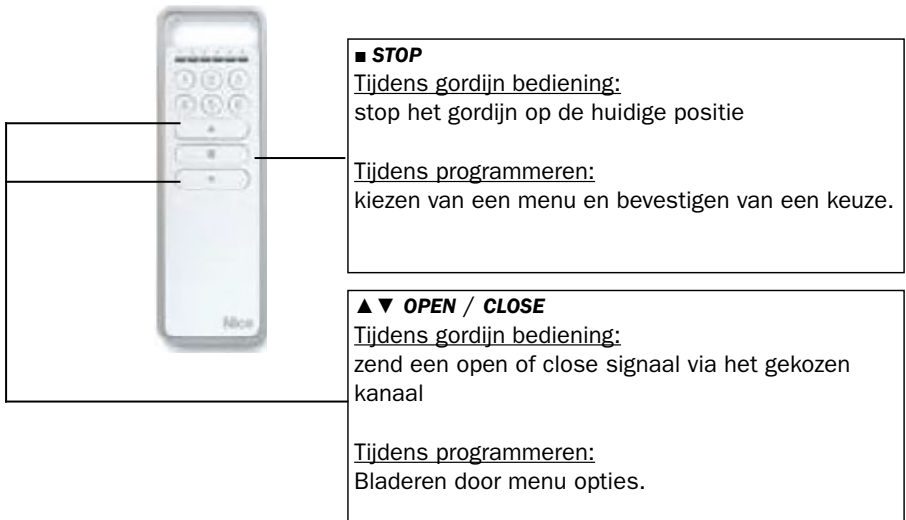 ■ STOP
Tijdens gordijn bediening:
stop het gordijn op de huidige positie
Tijdens programmeren:
kiezen van een menu en bevestigen van een keuze.
▲▼ OPEN / CLOSE
Tijdens gordijn bediening:
zend een open of close signaal via het gekozen
kanaal
Tijdens programmeren:
Bladeren door menu opties.
Nice